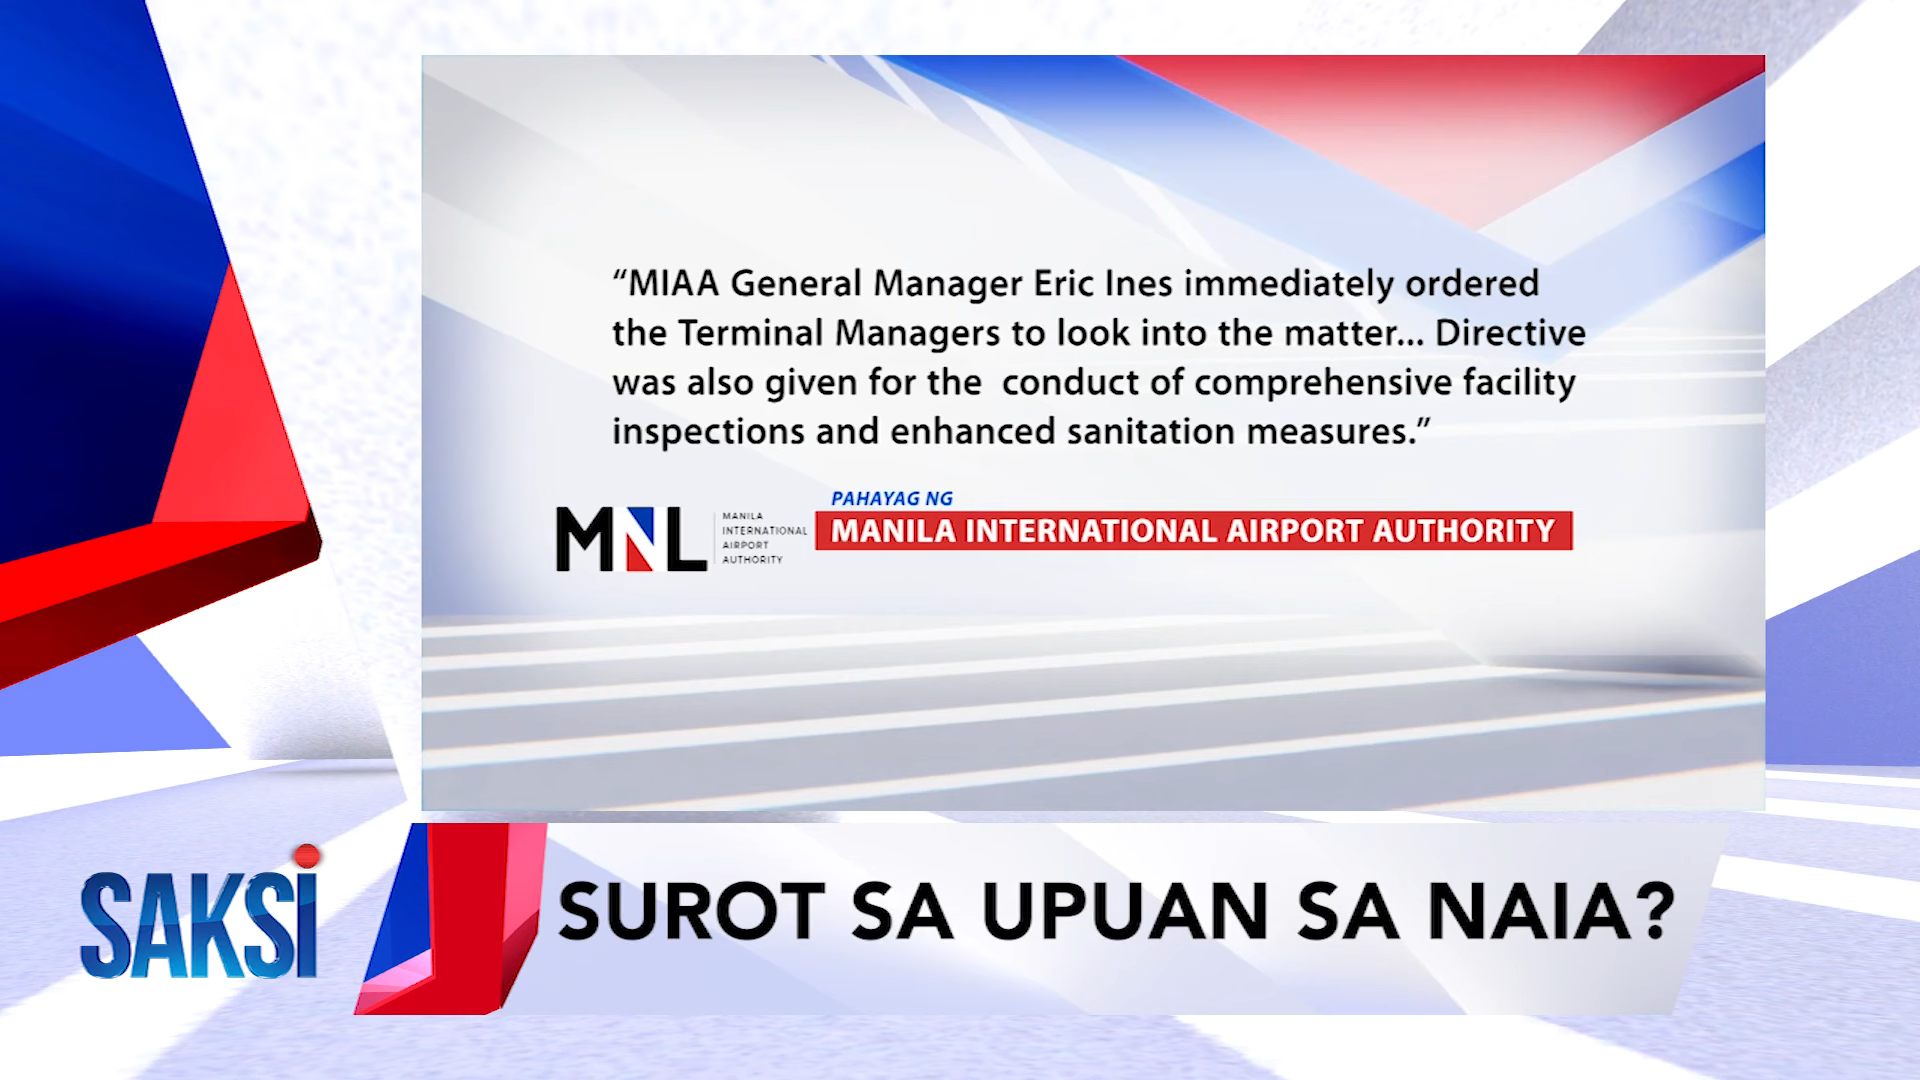 “MIAA General Manager Eric Ines immediately ordered
the Terminal Managers to look into the matter... Directive
was also given for the conduct of comprehensive facility
inspections and enhanced sanitation measures.”
PAHAYAG NG
MANILA INTERNATIONAL AIRPORT AUTHORITY
MNL
MANILA
INTERNATIONAL
AIRPORT
AUTHORITY
SAKSi
SUROT SA UPUAN SA NAIA?